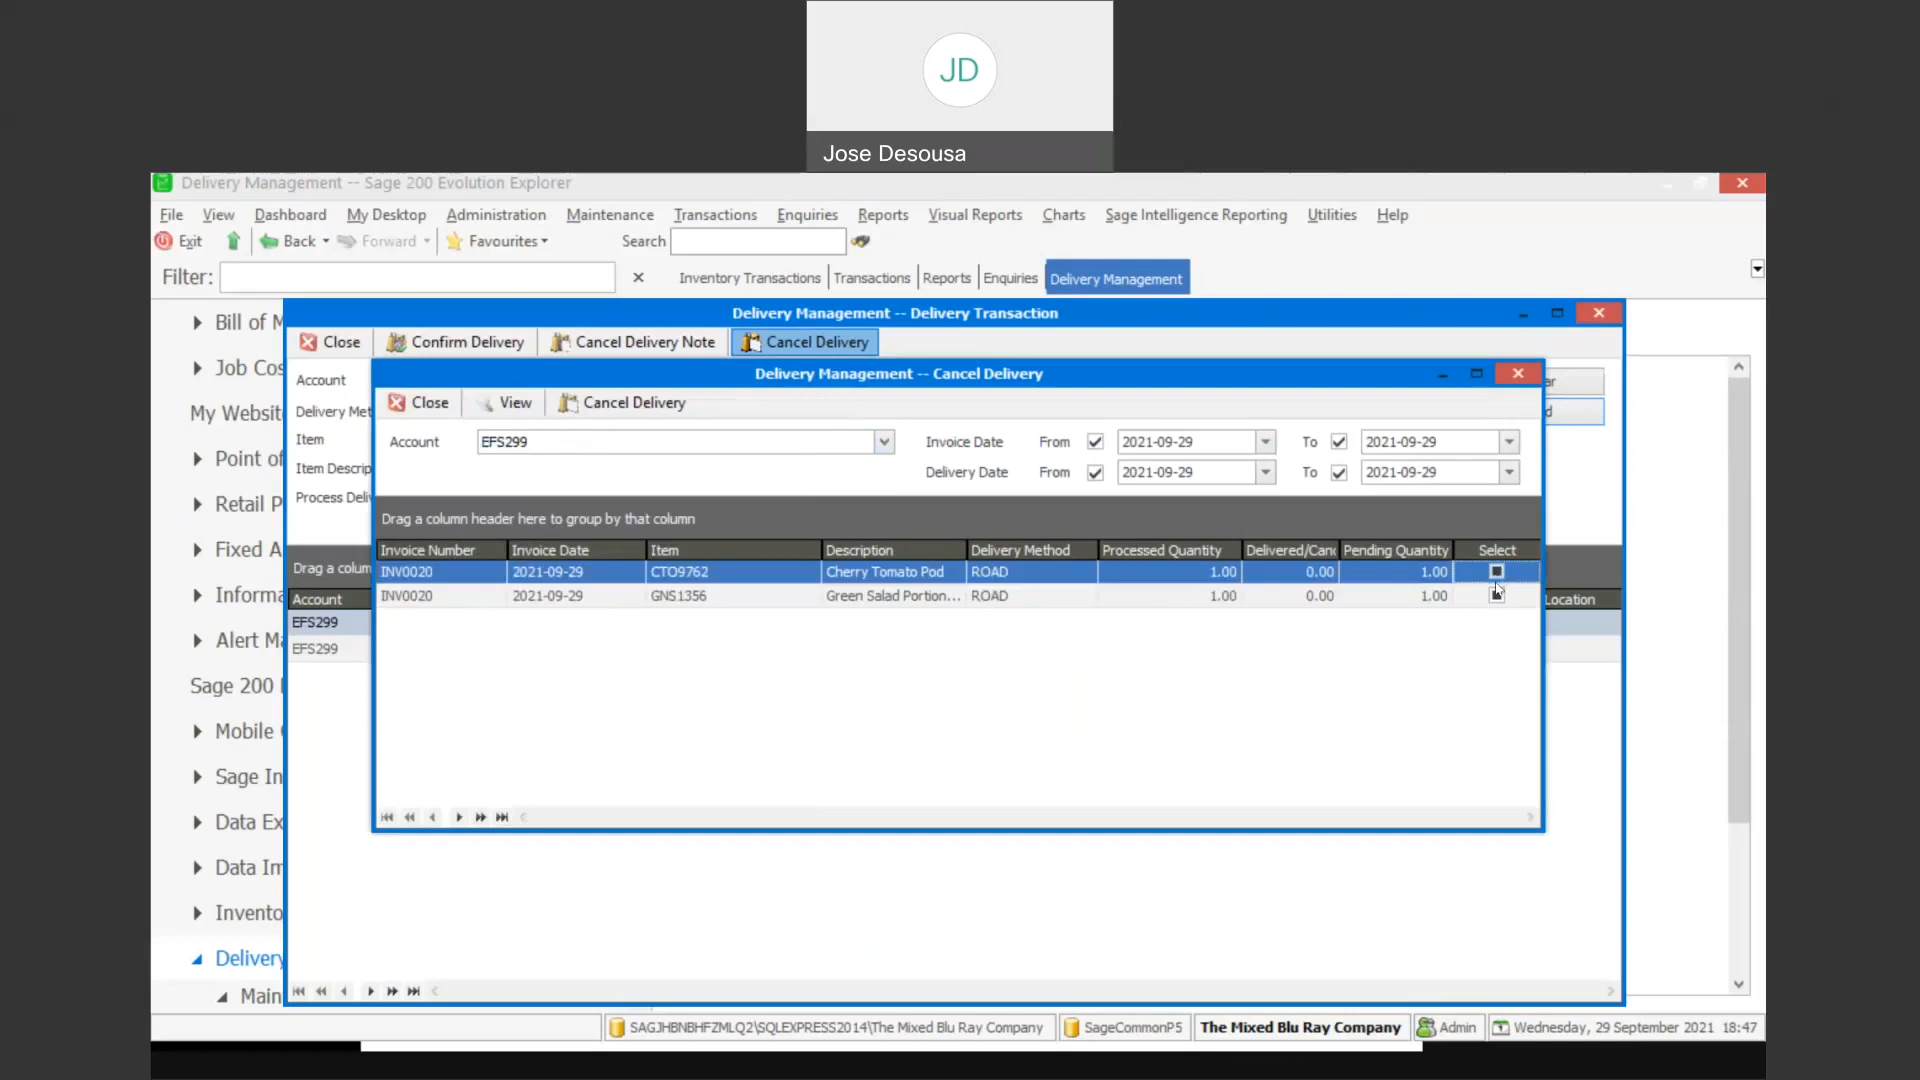 JD
Jose Desousa
Delivery Management -- Sage 200 Evolution Explorer
File View Dashboard My Desktop Administration Maintenance Transactions Enquiries Reports Visual Reports Charts Sage Intelligence Reporting Utilities Help
Exit Back Forward Favourites Search
Filter: Inventory Transactions Transactions Reports Enquiries Delivery Management
Delivery Management -- Delivery Transaction
Close Confirm Delivery Cancel Delivery Note Cancel Delivery
Delivery Management -- Cancel Delivery
Close View Cancel Delivery
Account EFS299 Invoice Date From 2021-09-29 To 2021-09-29
Delivery Date From 2021-09-29 To 2021-09-29
Drag a column header here to group by that column
Invoice Number Invoice Date Item Description Delivery Method Processed Quantity Delivered/Canc Pending Quantity Select
INV0020 2021-09-29 CTO9762 Cherry Tomato Pod ROAD 1.00 0.00 1.00
INV0020 2021-09-29 GNS1356 Green Salad Portion... ROAD 1.00 0.00 1.00
Account
Delivery Met
Item
Item Descrip
Process Deliv
Drag a colum
Account Location
EFS299
EFS299
Bill of M
Job Cos
My Websit
Point of
Retail P
Fixed A
Informa
Alert Ma
Sage 200
Mobile
Sage In
Data Ex
Data Im
Invento
Delivery
Main
SAGJHBNBHFZMLQ2\SQLEXPRESS2014\The Mixed Blu Ray Company SageCommonP5 The Mixed Blu Ray Company Admin Wednesday, 29 September 2021 18:47